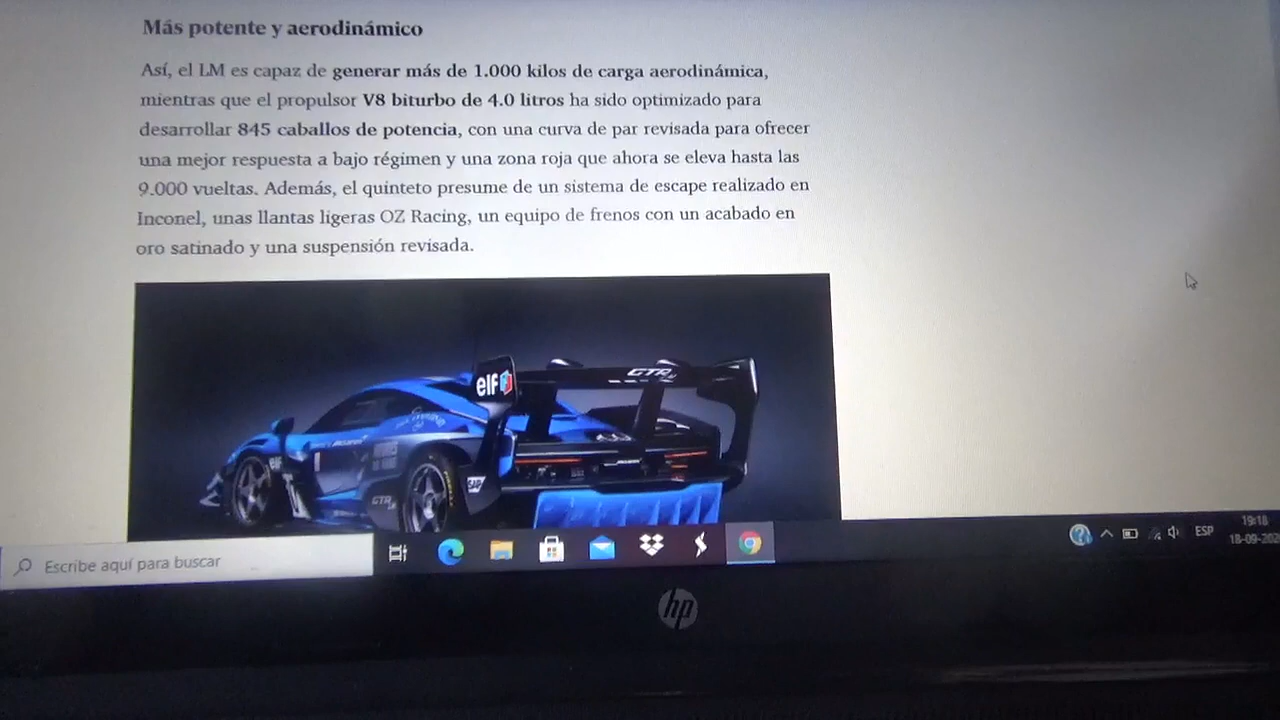 Más potente y aerodinámico
Así, el LM es capaz de generar más de 1.000 kilos de carga aerodinámica,
mientras que el propulsor V8 biturbo de 4.0 litros ha sido optimizado para
desarrollar 845 caballos de potencia, con una curva de par revisada para ofrecer
una mejor respuesta a bajo régimen y una zona roja que ahora se eleva hasta las
9.000 vueltas. Además, el quinteto presume de un sistema de escape realizado en
Inconel, unas llantas ligeras OZ Racing, un equipo de frenos con un acabado en
oro satinado y una suspensión revisada.
elf
GTR
SAP
GTR
Escribe aquí para buscar
ESP
19:18
18-09-202
hp